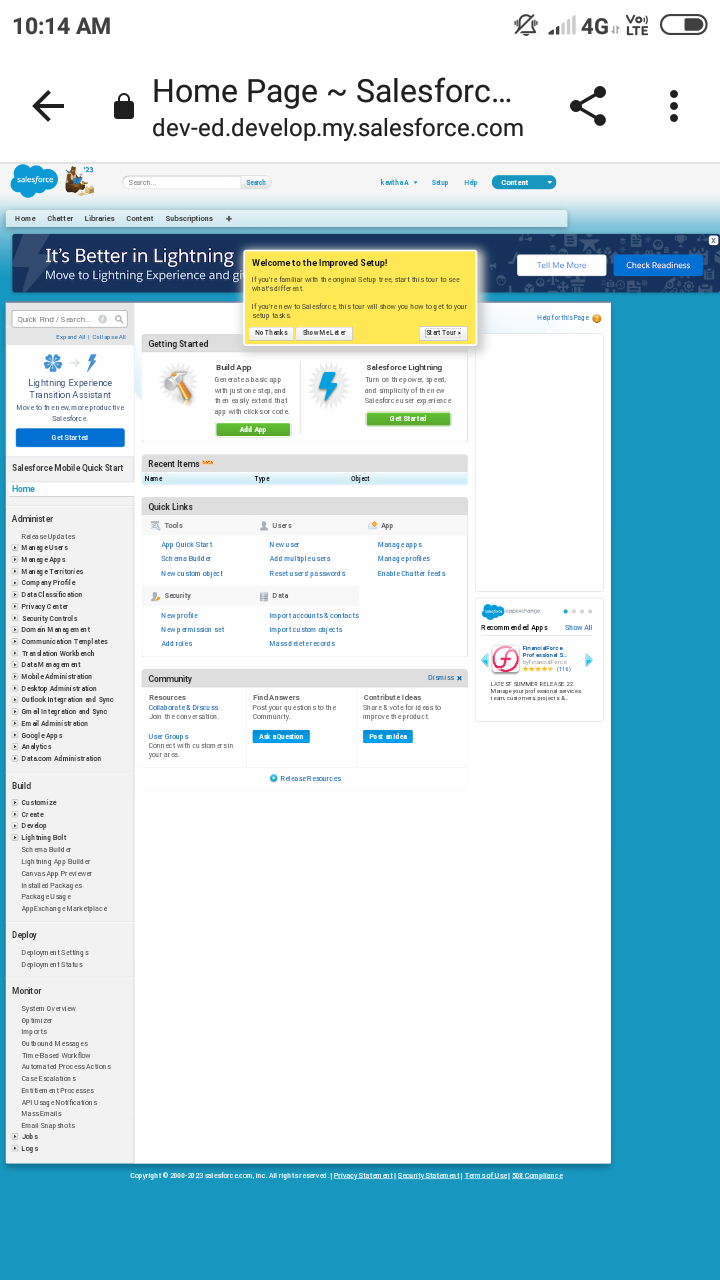 10:14 AM
4G
Vo)
LTE
Home Page ~ Salesforc...
dev-ed.develop.my.salesforce.com
salesforce
'23
Search...
Search
kavitha A
Setup
Help
Content
Home
Chatter
Libraries
Content
Subscriptions
+
It's Better in Lightning
Move to Lightning Experience and gi
Tell Me More
Check Readiness
X
Welcome to the Improved Setup!
If you're familiar with the original Setup tree, start this tour to see
what's different.
If you're new to Salesforce, this tour will show you how to get to your
setup tasks.
No Thanks
Show Me Later
Start Tour >
Quick Find / Search...
Expand All | Collapse All
Lightning Experience
Transition Assistant
Move to the new, more productive
Salesforce.
Get Started
Salesforce Mobile Quick Start
Home
Administer
Release Updates
Manage Users
Manage Apps
Manage Territories
Company Profile
Data Classification
Privacy Center
Security Controls
Domain Management
Communication Templates
Translation Workbench
Data Management
Mobile Administration
Desktop Administration
Outlook Integration and Sync
Gmail Integration and Sync
Email Administration
Google Apps
Analytics
Data.com Administration
Build
Customize
Create
Develop
Lightning Bolt
Schema Builder
Lightning App Builder
Canvas App Previewer
Installed Packages
Package Usage
AppExchange Marketplace
Deploy
Deployment Settings
Deployment Status
Monitor
System Overview
Optimizer
Imports
Outbound Messages
Time-Based Workflow
Automated Process Actions
Case Escalations
Entitlement Processes
API Usage Notifications
Mass Emails
Email Snapshots
Jobs
Logs
Help for this Page
?
Getting Started
Build App
Generate a basic app
with just one step, and
then easily extend that
app with clicks or code.
Add App
Salesforce Lightning
Turn on the power, speed,
and simplicity of the new
Salesforce user experience
Get Started
Recent Items beta
Name
Type
Object
Quick Links
Tools
Users
App
App Quick Start
New user
Manage apps
Schema Builder
Add multiple users
Manage profiles
New custom object
Reset users' passwords
Enable Chatter feeds
Security
Data
New profile
Import accounts & contacts
New permission set
Import custom objects
Add roles
Mass delete records
Community
Dismiss
Resources
Collaborate & Discuss
Join the conversation.
User Groups
Connect with customers in
your area.
Find Answers
Post your questions to the
Community.
Ask a Question
Contribute Ideas
Share & vote for ideas to
improve the product.
Post an Idea
Release Resources
salesforce appexchange
Recommended Apps
Show All
FinancialForce
Professional S...
by FinancialForce
(116)
LATEST SUMMER RELEASE 22.
Manage your professional services
team, customers, projects &...
Copyright © 2000-2023 salesforce.com, inc. All rights reserved. | Privacy Statement | Security Statement | Terms of Use | 508 Compliance